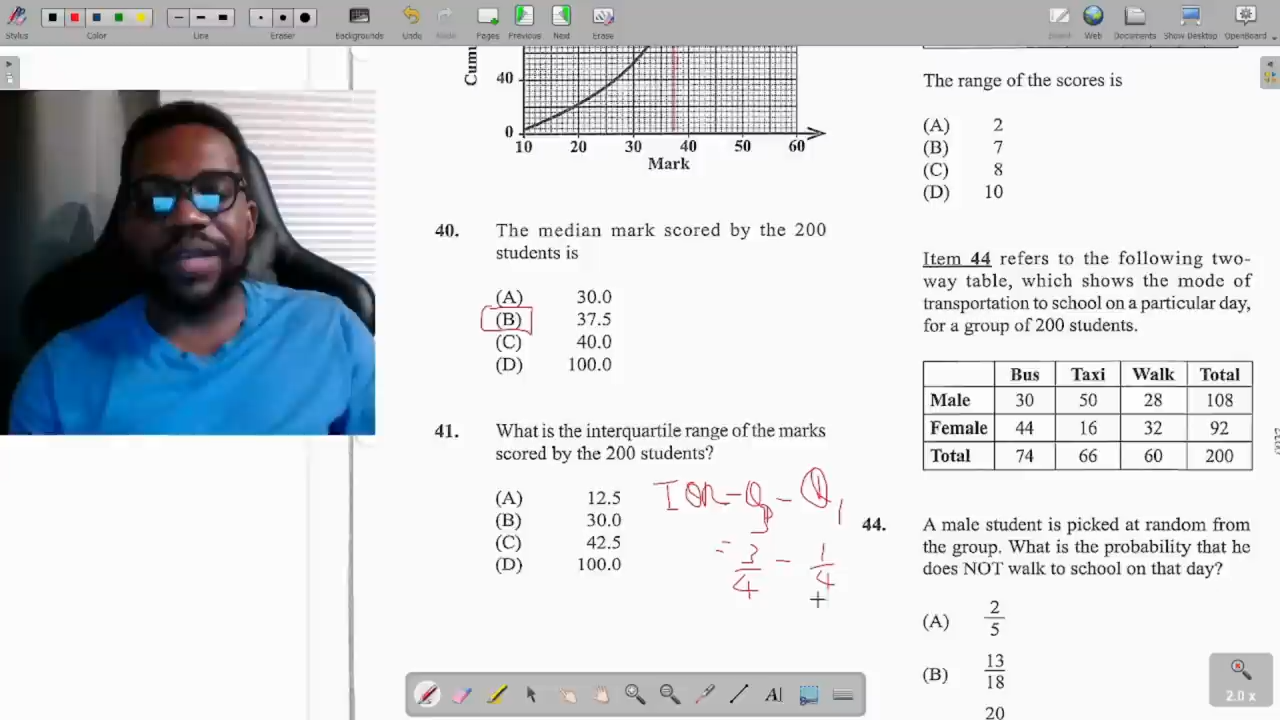 Stylus
Color
Line
Eraser
Backgrounds
Undo
Redo
Pages
Previous
Next
Erase
Board
Web
Documents
Show Desktop
OpenBoard
Cum
40
0
10 20 30 40 50 60
Mark
40. The median mark scored by the 200
students is
(A) 30.0
(B) 37.5
(C) 40.0
(D) 100.0
41. What is the interquartile range of the marks
scored by the 200 students?
(A) 12.5
(B) 30.0
(C) 42.5
(D) 100.0
IQR - Q3 - Q1
= 3/4 - 1/4
The range of the scores is
(A) 2
(B) 7
(C) 8
(D) 10
Item 44 refers to the following two-
way table, which shows the mode of
transportation to school on a particular day,
for a group of 200 students.
Bus Taxi Walk Total
Male 30 50 28 108
Female 44 16 32 92
Total 74 66 60 200
44. A male student is picked at random from
the group. What is the probability that he
does NOT walk to school on that day?
(A) 2/5
(B) 13/18
20
2.0 x